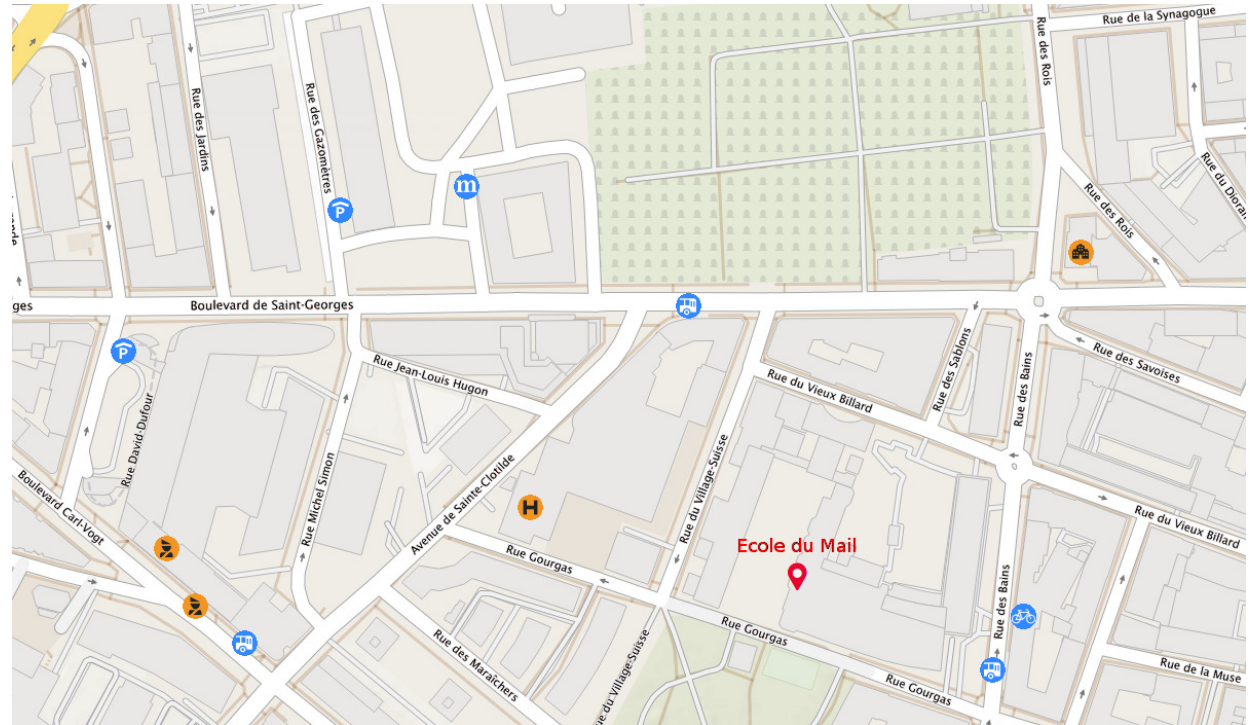 Rue de la Synagogue
Rue des Rois
Rue des Jardins
Rue des Gazomètres
P
m
Rue du Dioran
Rue des Rois
ande
ges
Boulevard de Saint-Georges
P
Rue Jean-Louis Hugon
Rue des Sablons
Rue des Bains
Rue des Savoises
Rue du Vieux Billard
Rue David-Dufour
Rue Michel Simon
Avenue de Sainte-Clotilde
Rue du Village-Suisse
Boulevard Carl-Vogt
H
Rue du Vieux Billard
Rue Gourgas
Ecole du Mail
Rue des Bains
Rue Gourgas
Rue des Maraîchers
ue du Village-Suisse
Rue de la Muse
Rue Gourgas